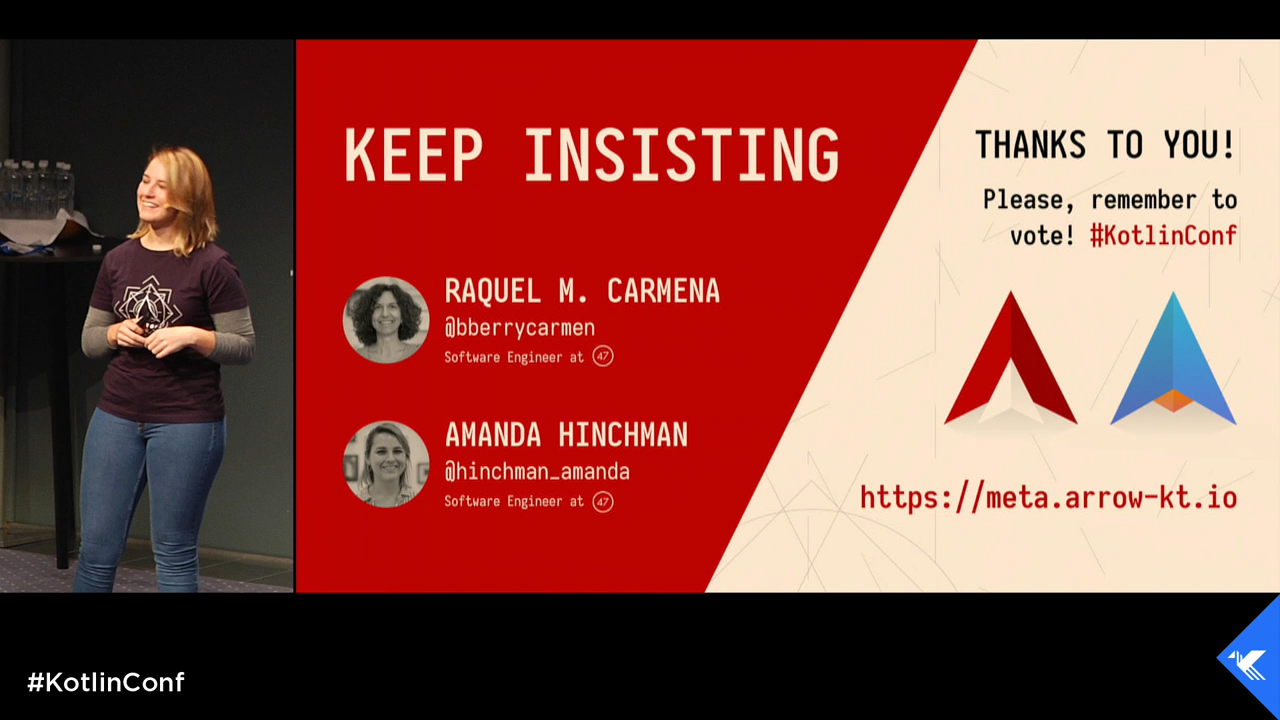 KEEP INSISTING
RAQUEL M. CARMENA
@bberrycarmen
Software Engineer at 47
AMANDA HINCHMAN
@hinchman_amanda
Software Engineer at 47
THANKS TO YOU!
Please, remember to
vote! #KotlinConf
https://meta.arrow-kt.io
#KotlinConf